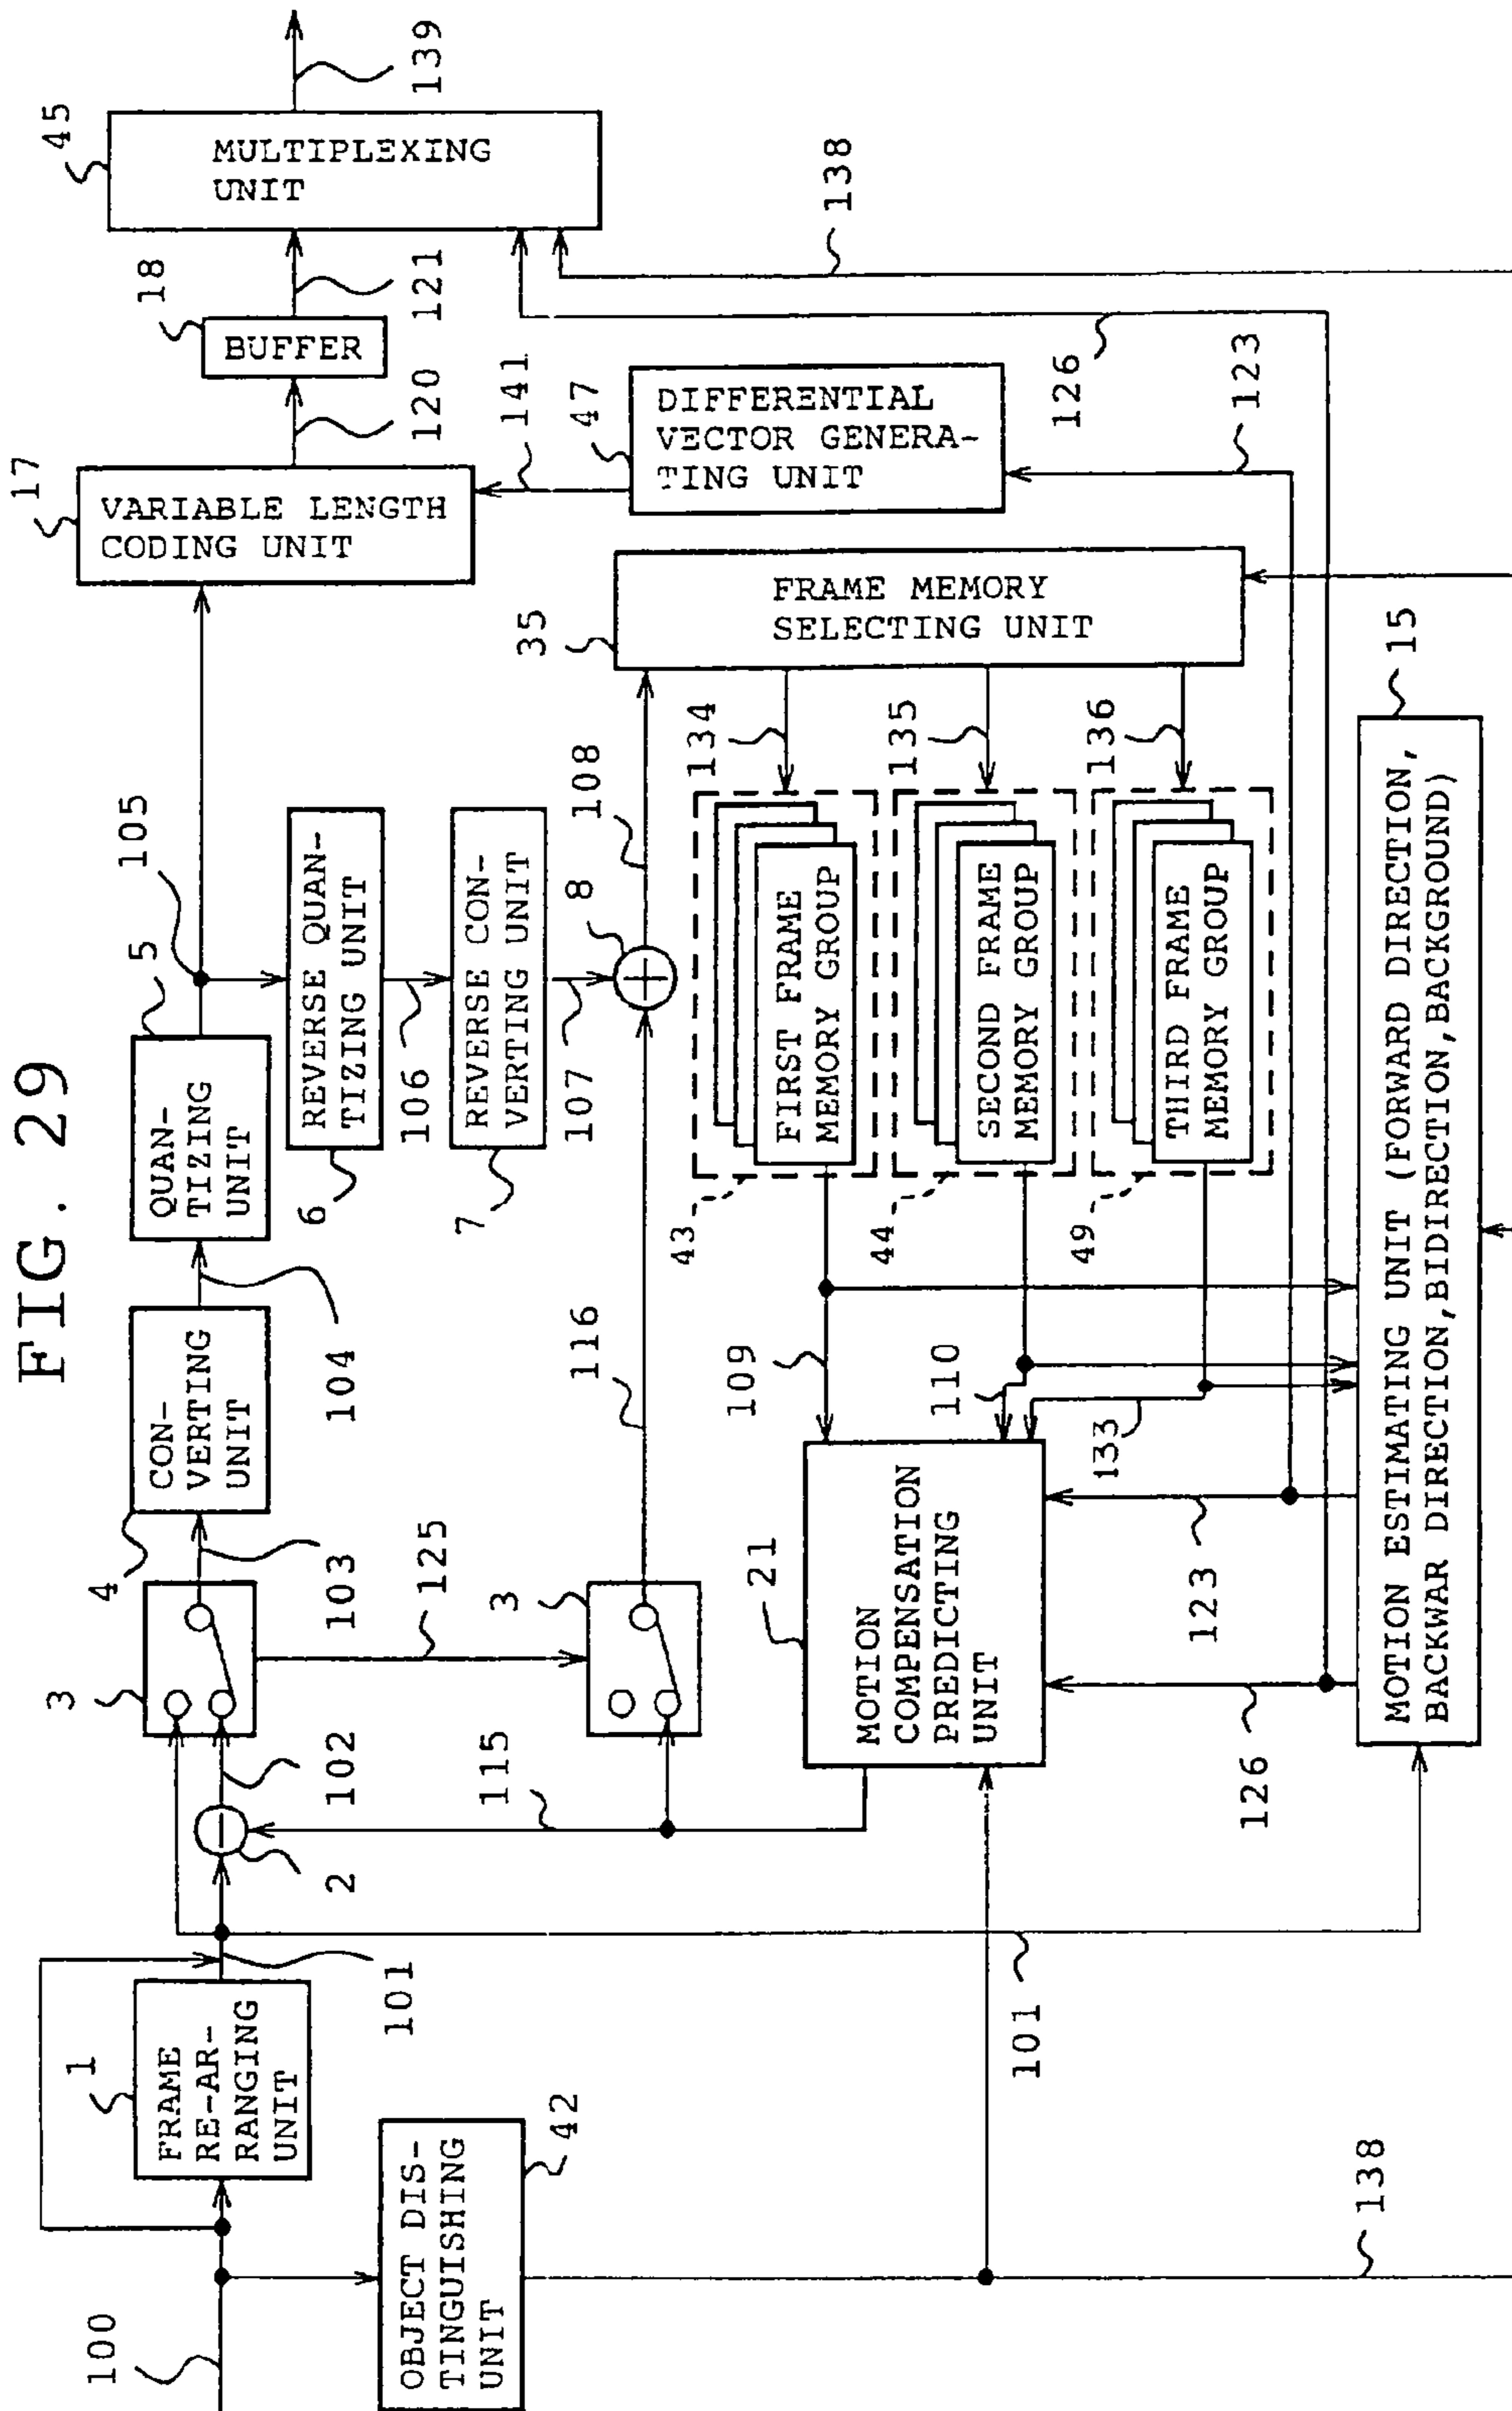 FIG. 29
100
1
FRAME
RE-AR-
RANGING
UNIT
101
2
102
3
103
4
CON-
VERTING
UNIT
104
5
QUAN-
TIZING
UNIT
105
17
VARIABLE LENGTH
CODING UNIT
120
18
BUFFER
121
45
MULTIPLEXING
UNIT
139
42
OBJECT DIS-
TINGUISHING
UNIT
115
125
3
116
6
REVERSE QUAN-
TIZING UNIT
106
7
REVERSE CON-
VERTING UNIT
107
8
108
35
FRAME MEMORY
SELECTING UNIT
141
47
DIFFERENTIAL
VECTOR GENERA-
TING UNIT
138
21
MOTION
COMPENSATION
PREDICTING
UNIT
109
110
133
43
FIRST FRAME
MEMORY GROUP
134
44
SECOND FRAME
MEMORY GROUP
135
49
THIRD FRAME
MEMORY GROUP
136
126
123
101
126
123
15
MOTION ESTIMATING UNIT (FORWARD DIRECTION,
BACKWAR DIRECTION,BIDIRECTION,BACKGROUND)
138